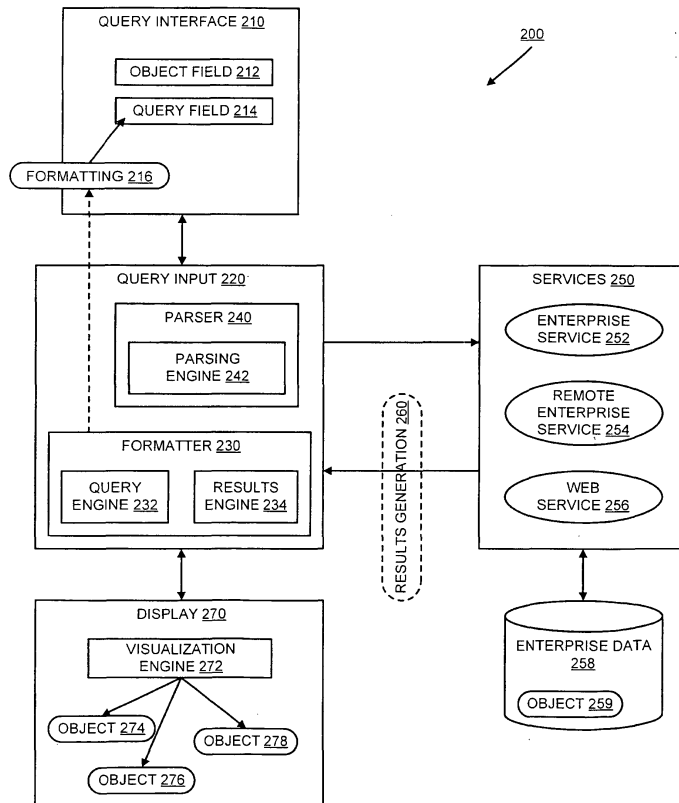 QUERY INTERFACE 210
OBJECT FIELD 212
QUERY FIELD 214
FORMATTING 216
200
QUERY INPUT 220
PARSER 240
PARSING
ENGINE 242
FORMATTER 230
QUERY
ENGINE 232
RESULTS
ENGINE 234
RESULTS GENERATION 260
SERVICES 250
ENTERPRISE
SERVICE 252
REMOTE
ENTERPRISE
SERVICE 254
WEB
SERVICE 256
DISPLAY 270
VISUALIZATION
ENGINE 272
OBJECT 274
OBJECT 278
OBJECT 276
ENTERPRISE DATA
258
OBJECT 259